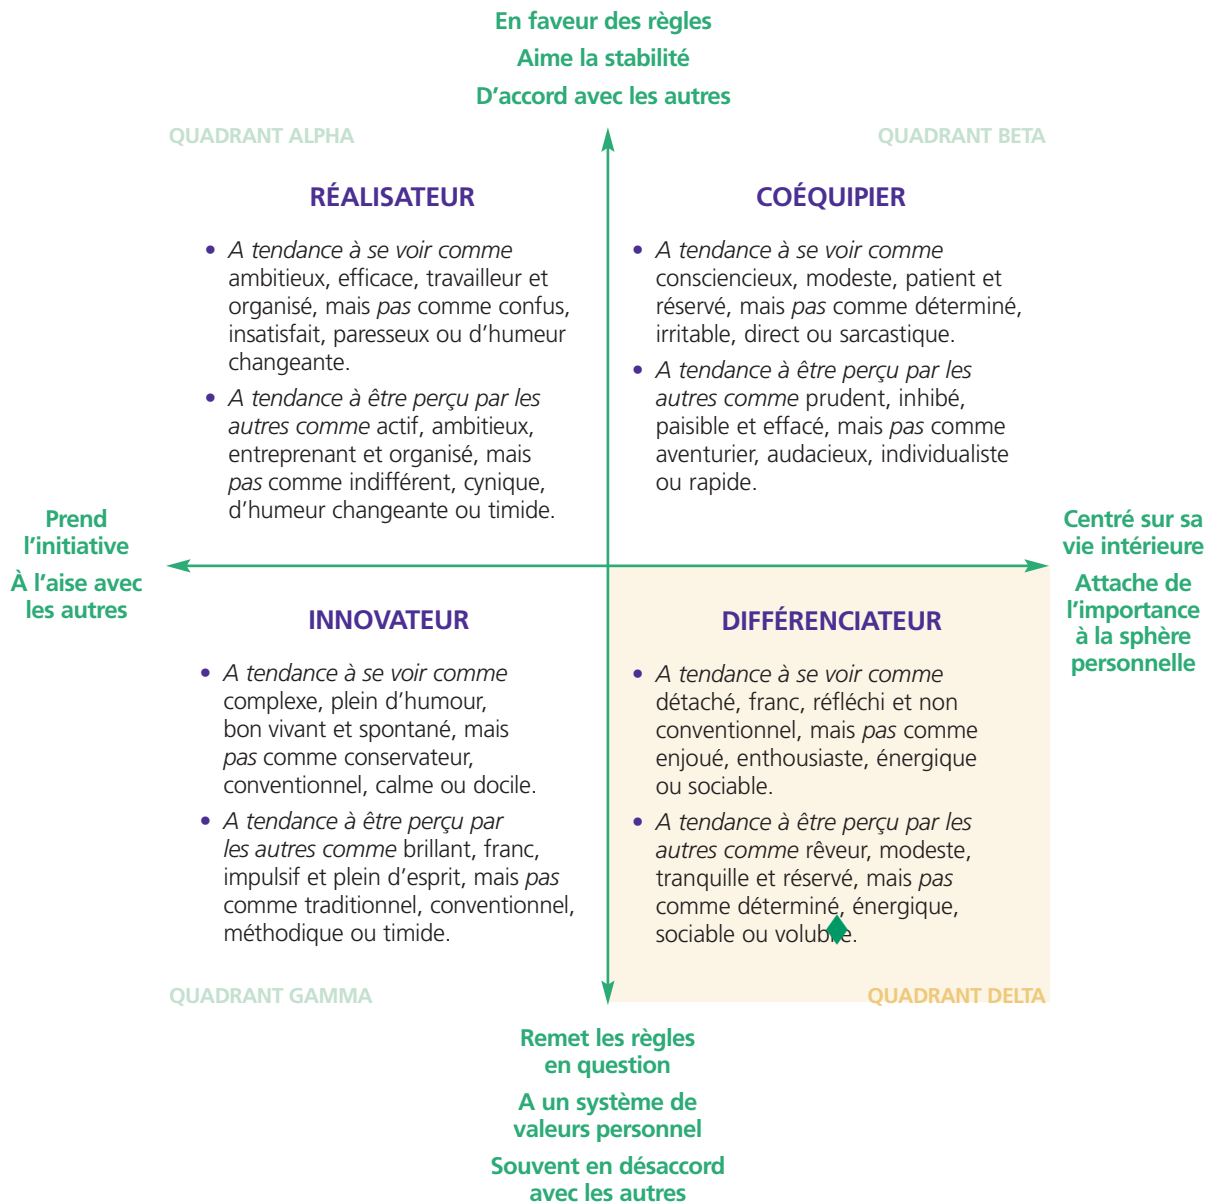 En faveur des règles
Aime la stabilité
D’accord avec les autres
QUADRANT ALPHA
QUADRANT BETA
RÉALISATEUR
• A tendance à se voir comme
ambitieux, efficace, travailleur et
organisé, mais pas comme confus,
insatisfait, paresseux ou d’humeur
changeante.
• A tendance à être perçu par les
autres comme actif, ambitieux,
entreprenant et organisé, mais
pas comme indifférent, cynique,
d’humeur changeante ou timide.
COÉQUIPIER
• A tendance à se voir comme
consciencieux, modeste, patient et
réservé, mais pas comme déterminé,
irritable, direct ou sarcastique.
• A tendance à être perçu par les
autres comme prudent, inhibé,
paisible et effacé, mais pas comme
aventurier, audacieux, individualiste
ou rapide.
Prend
l’initiative
À l’aise avec
les autres
Centré sur sa
vie intérieure
Attache de
l’importance
à la sphère
personnelle
INNOVATEUR
• A tendance à se voir comme
complexe, plein d’humour,
bon vivant et spontané, mais
pas comme conservateur,
conventionnel, calme ou docile.
• A tendance à être perçu par
les autres comme brillant, franc,
impulsif et plein d’esprit, mais pas
comme traditionnel, conventionnel,
méthodique ou timide.
DIFFÉRENCIATEUR
• A tendance à se voir comme
détaché, franc, réfléchi et non
conventionnel, mais pas comme
enjoué, enthousiaste, énergique
ou sociable.
• A tendance à être perçu par les
autres comme rêveur, modeste,
tranquille et réservé, mais pas
comme déterminé, énergique,
sociable ou volubile.
QUADRANT GAMMA
QUADRANT DELTA
Remet les règles
en question
A un système de
valeurs personnel
Souvent en désaccord
avec les autres